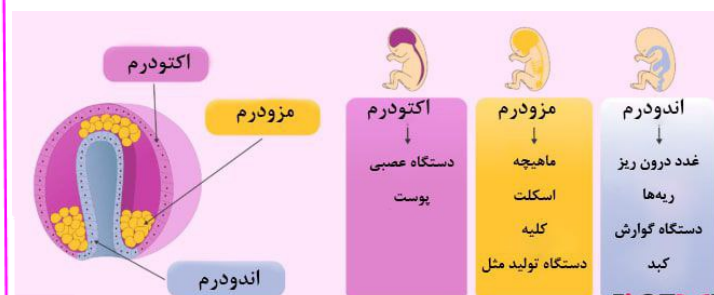 اکتودرم
مزودرم
اندودرم
اکتودرم
دستگاه عصبی
پوست
مزودرم
ماهیچه
اسکلت
کلیه
دستگاه تولید مثل
اندودرم
غدد درون ریز
ریه‌ها
دستگاه گوارش
کبد